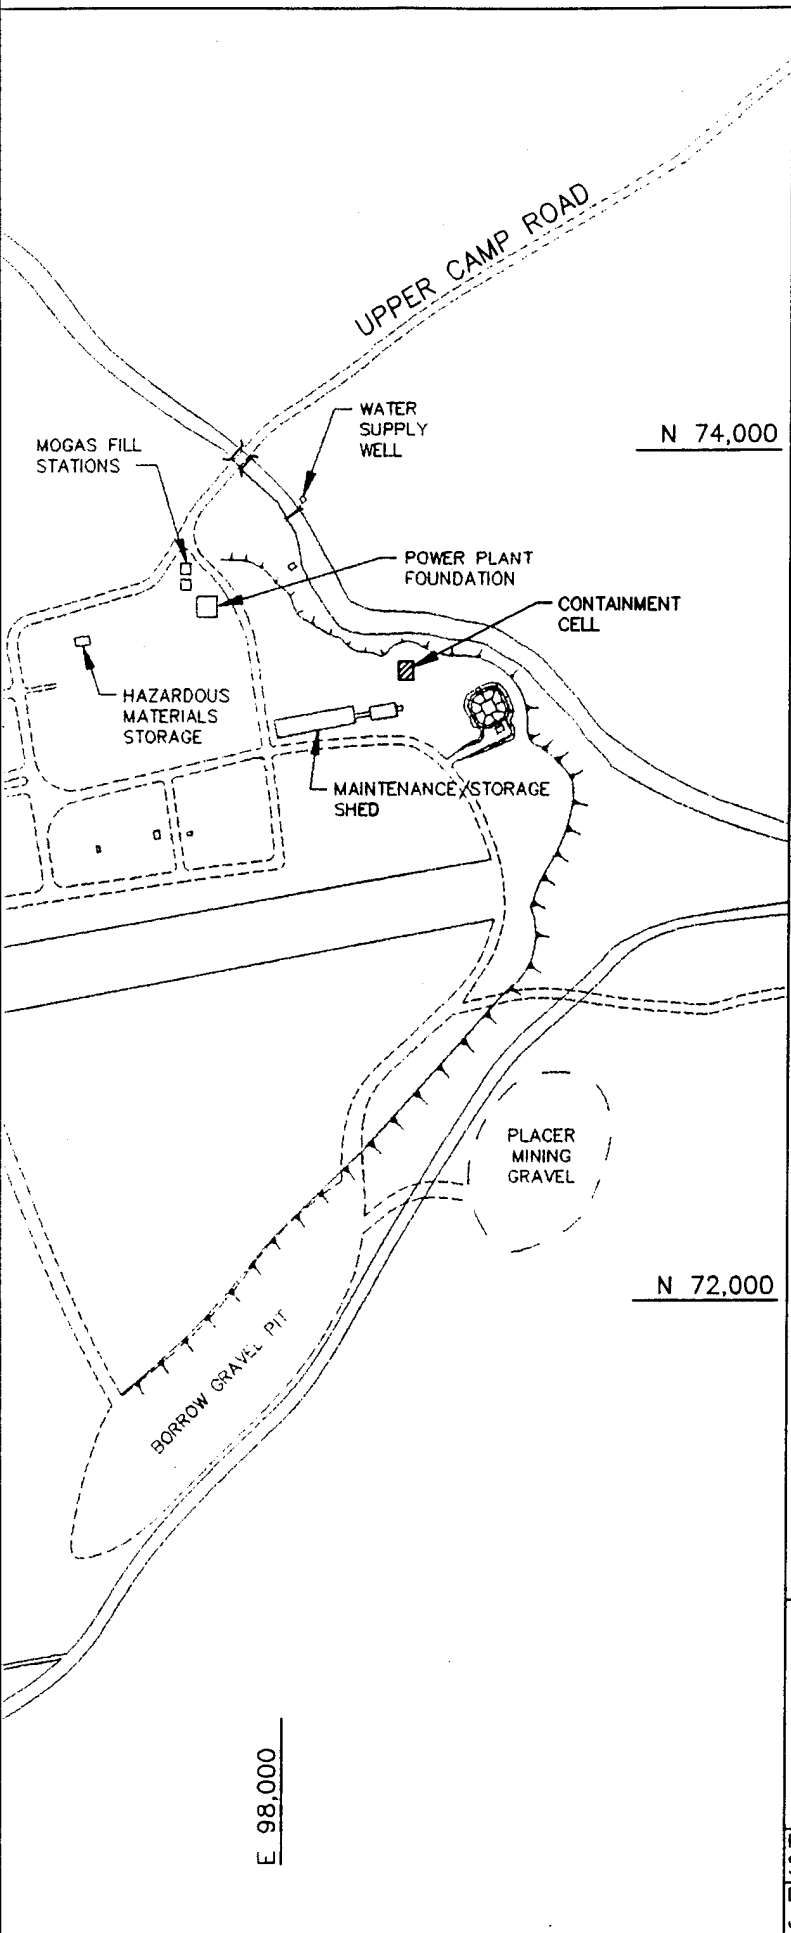 UPPER CAMP ROAD
WATER
SUPPLY
WELL
N 74,000
MOGAS FILL
STATIONS
POWER PLANT
FOUNDATION
CONTAINMENT
CELL
HAZARDOUS
MATERIALS
STORAGE
MAINTENANCE/STORAGE
SHED
PLACER
MINING
GRAVEL
N 72,000
BORROW GRAVEL PIT
E 98,000